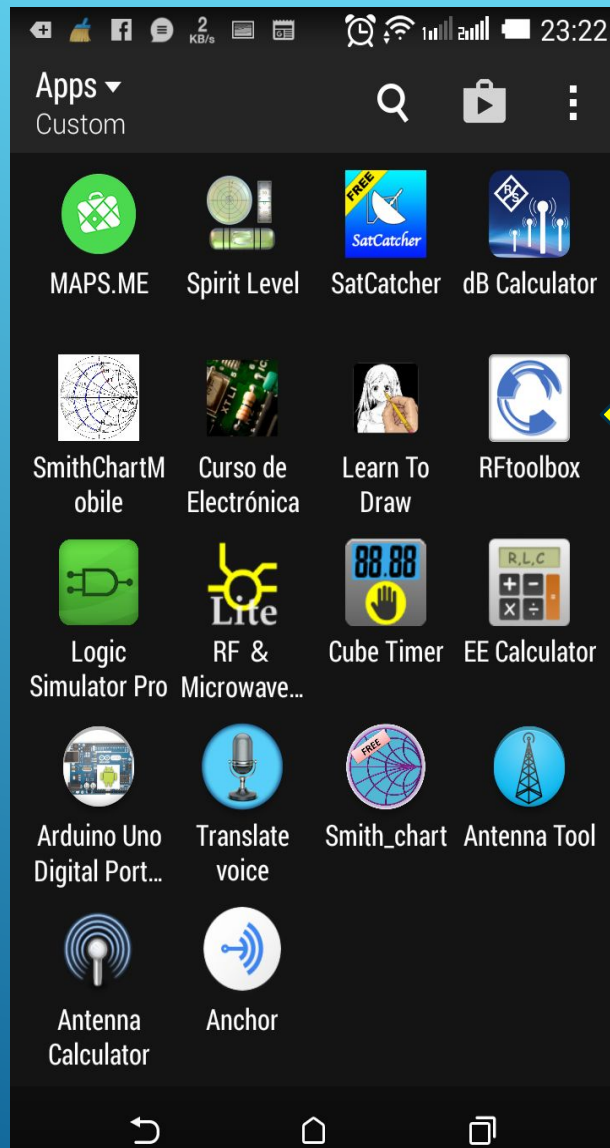 2
KB/s
23:22
Apps
Custom
FREE
SatCatcher
R S
MAPS.ME
Spirit Level
SatCatcher
dB Calculator
XTLI
SmithChartM
obile
Curso de
Electrónica
Learn To
Draw
RFtoolbox
88.88
R,L,C
+ −
× ÷
Lite
Logic
Simulator Pro
RF &
Microwave...
Cube Timer
EE Calculator
FREE
Arduino Uno
Digital Port...
Translate
voice
Smith_chart
Antenna Tool
Antenna
Calculator
Anchor